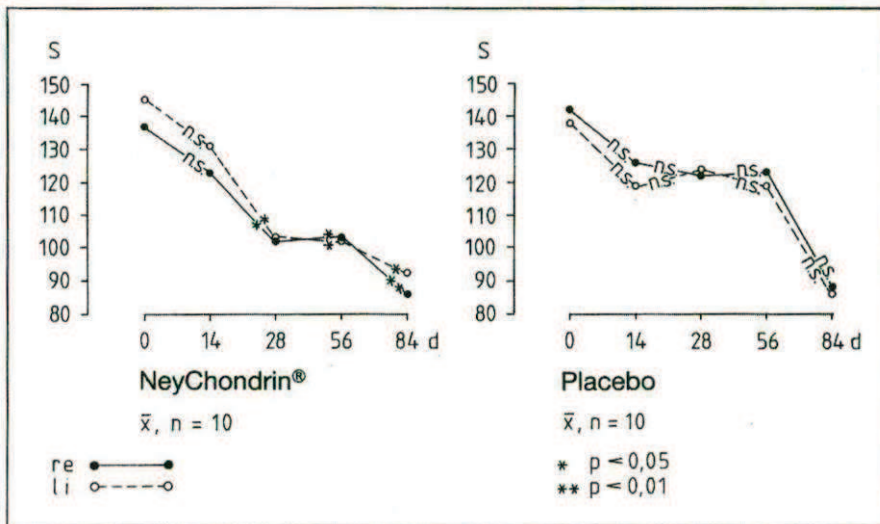 S
150
140
130
120
110
100
90
80
n.s.
n.s.
*
*
*
*
*
**
0 14 28 56 84 d
NeyChondrin®
x̄, n = 10
re
li
S
150
140
130
120
110
100
90
80
n.s.
n.s.
n.s.
n.s.
n.s.
n.s.
n.s.
n.s.
0 14 28 56 84 d
Placebo
x̄, n = 10
* p < 0,05
** p < 0,01